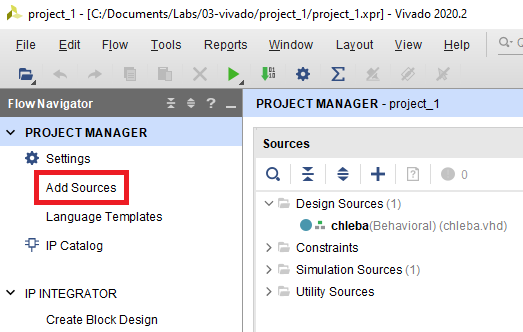 project_1 - [C:/Documents/Labs/03-vivado/project_1/project_1.xpr] - Vivado 2020.2
File Edit Flow Tools Reports Window Layout View Help Quick
Flow Navigator
PROJECT MANAGER - project_1
PROJECT MANAGER
Settings
Add Sources
Language Templates
IP Catalog
IP INTEGRATOR
Create Block Design
Sources
0
Design Sources (1)
chleba(Behavioral) (chleba.vhd)
Constraints
Simulation Sources (1)
Utility Sources